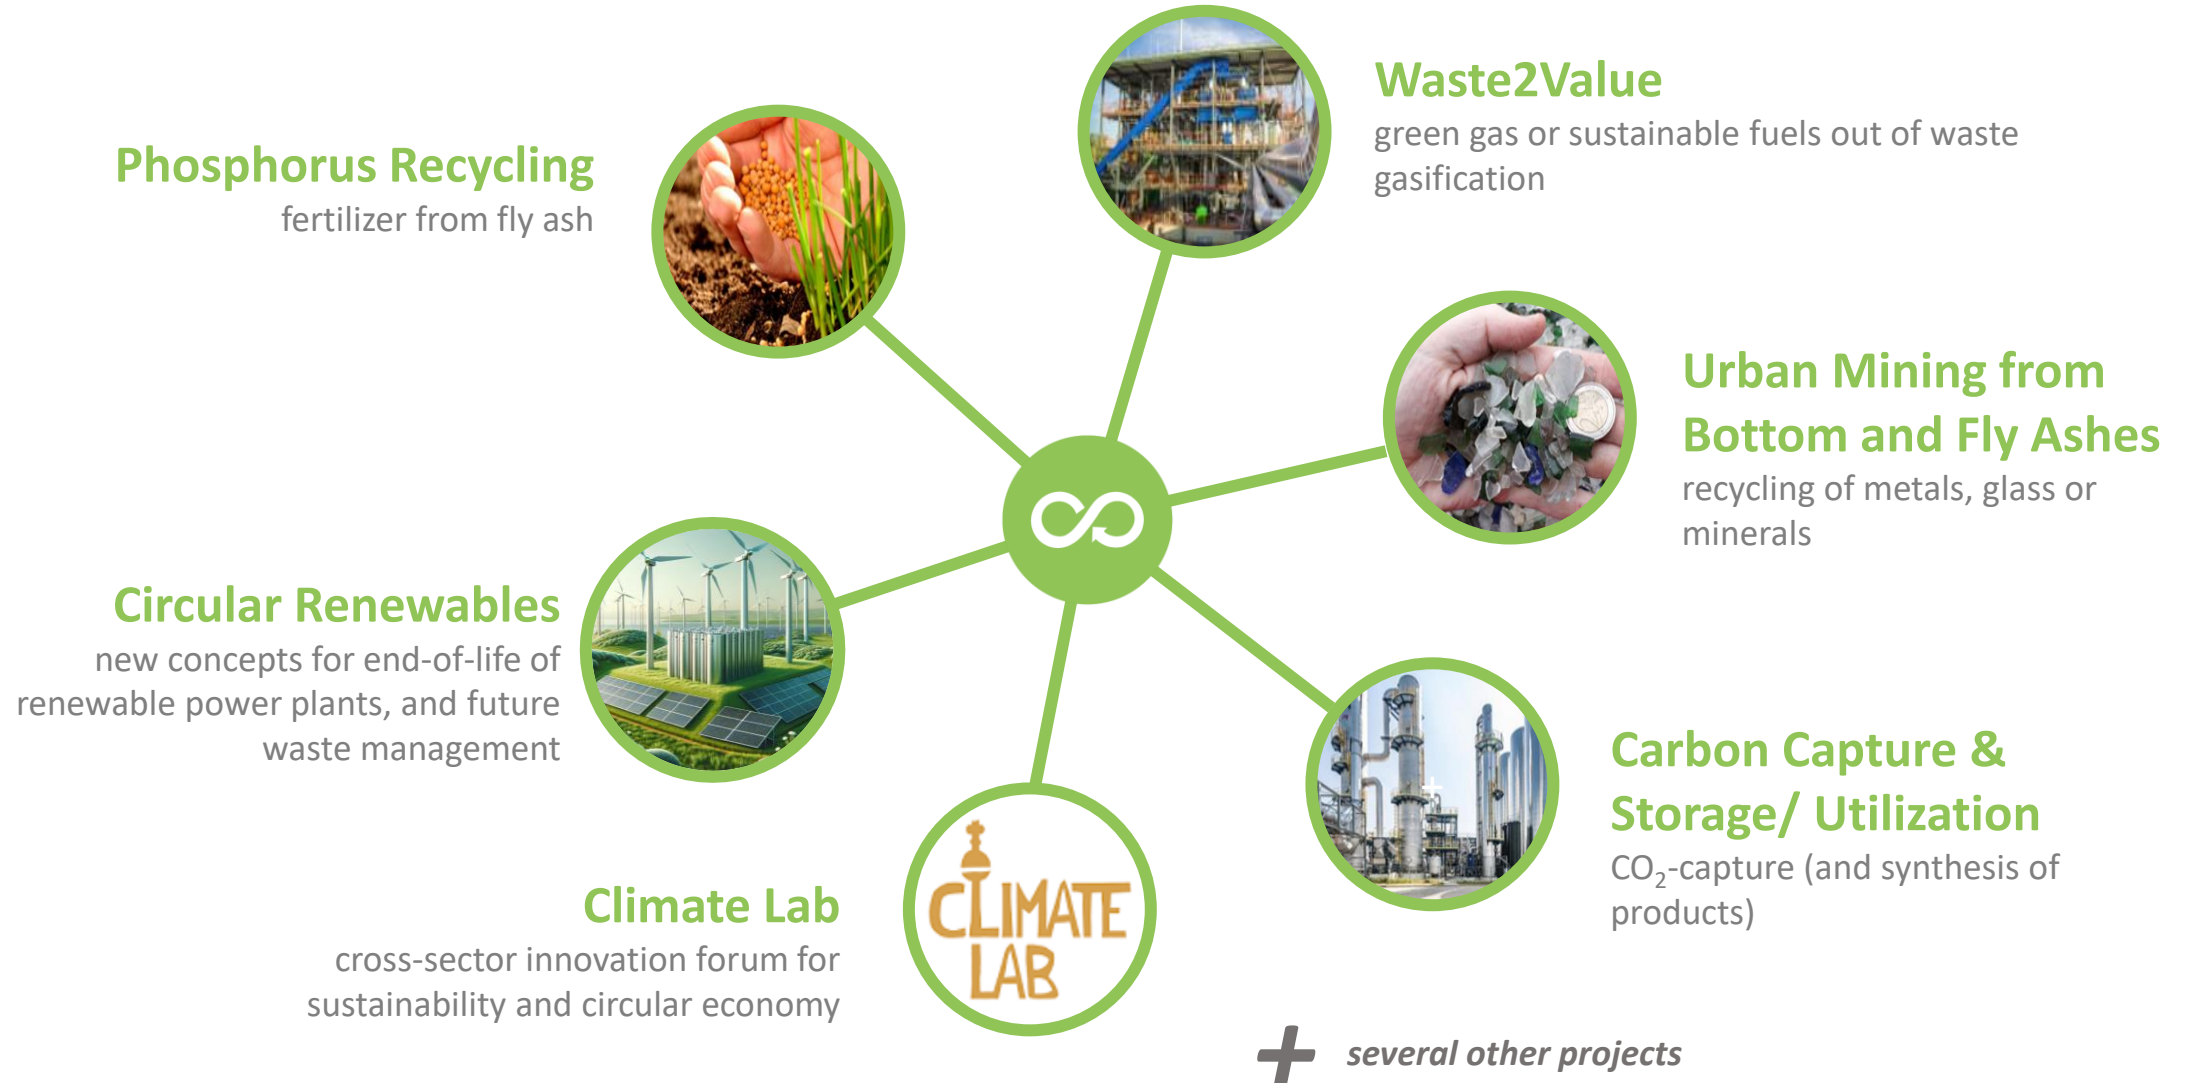 Waste2Value
green gas or sustainable fuels out of waste
gasification
Phosphorus Recycling
fertilizer from fly ash
Urban Mining from
Bottom and Fly Ashes
recycling of metals, glass or
minerals
Circular Renewables
new concepts for end-of-life of
renewable power plants, and future
waste management
Carbon Capture &
Storage/ Utilization
CO₂-capture (and synthesis of
products)
Climate Lab
cross-sector innovation forum for
sustainability and circular economy
CLIMATE
LAB
+ several other projects